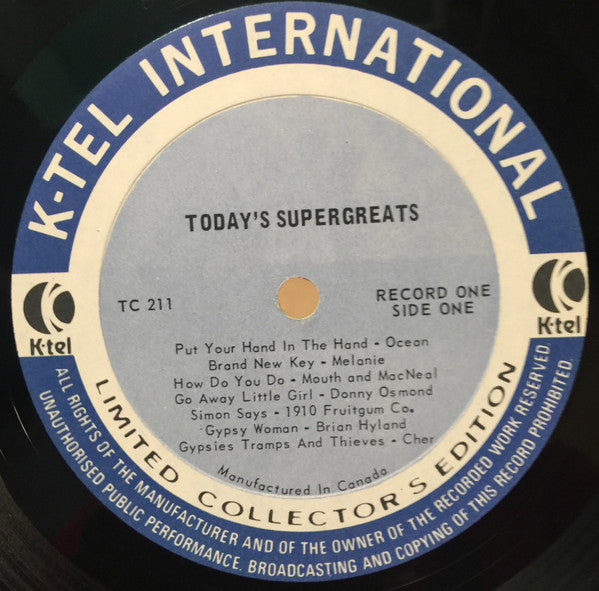 K-TEL INTERNATIONAL
TODAY'S SUPERGREATS
TC 211
RECORD ONE
SIDE ONE
K-tel
K-tel
Put Your Hand In The Hand - Ocean
Brand New Key - Melanie
How Do You Do - Mouth and MacNeal
Go Away Little Girl - Donny Osmond
Simon Says - 1910 Fruitgum Co.
Gypsy Woman - Brian Hyland
Gypsies Tramps And Thieves - Cher
Manufactured In Canada
LIMITED COLLECTOR'S EDITION
ALL RIGHTS OF THE MANUFACTURER AND OF THE OWNER OF THE RECORDED WORK RESERVED
UNAUTHORISED PUBLIC PERFORMANCE. BROADCASTING AND COPYING OF THIS RECORD PROHIBITED.